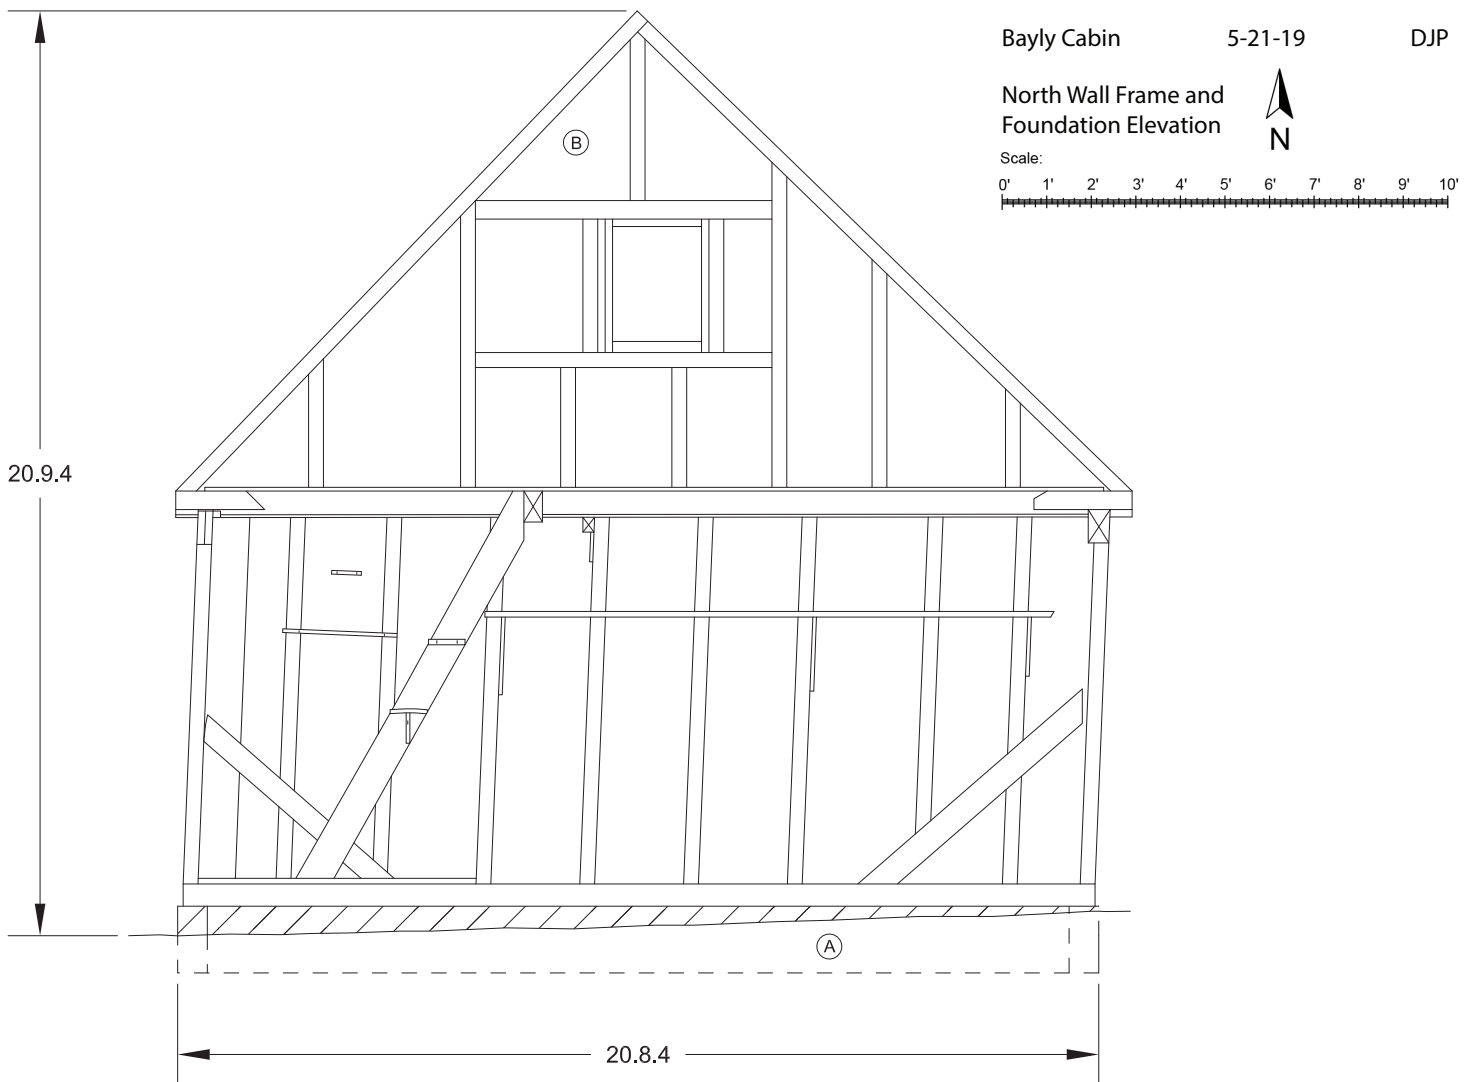 Bayly Cabin 5-21-19 DJP
North Wall Frame and
Foundation Elevation
N
Scale:
0' 1' 2' 3' 4' 5' 6' 7' 8' 9' 10'
B
20.9.4
A
20.8.4